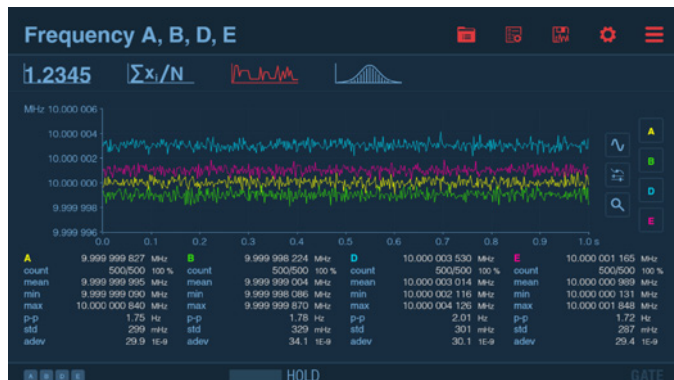 Frequency A, B, D, E
1.2345 ∑xᵢ/N
MHz 10.000 006
10.000 004
10.000 002
10.000 000
9.999 998
9.999 996
0.0 0.1 0.2 0.3 0.4 0.5 0.6 0.7 0.8 0.9 1.0 s
A
B
D
E
A 9.999 999 827 MHz B 9.999 998 224 MHz D 10.000 003 530 MHz E 10.000 001 165 MHz
count 500/500 100 % count 500/500 100 % count 500/500 100 % count 500/500 100 %
mean 9.999 999 995 MHz mean 9.999 999 004 MHz mean 10.000 003 014 MHz mean 10.000 000 989 MHz
min 9.999 999 090 MHz min 9.999 998 086 MHz min 10.000 002 116 MHz min 10.000 000 131 MHz
max 10.000 000 840 MHz max 9.999 999 870 MHz max 10.000 004 126 MHz max 10.000 001 848 MHz
p-p 1.75 Hz p-p 1.78 Hz p-p 2.01 Hz p-p 1.72 Hz
std 299 mHz std 329 mHz std 301 mHz std 287 mHz
adev 29.9 1E-9 adev 34.1 1E-9 adev 30.1 1E-9 adev 29.4 1E-9
A B D E HOLD GATE